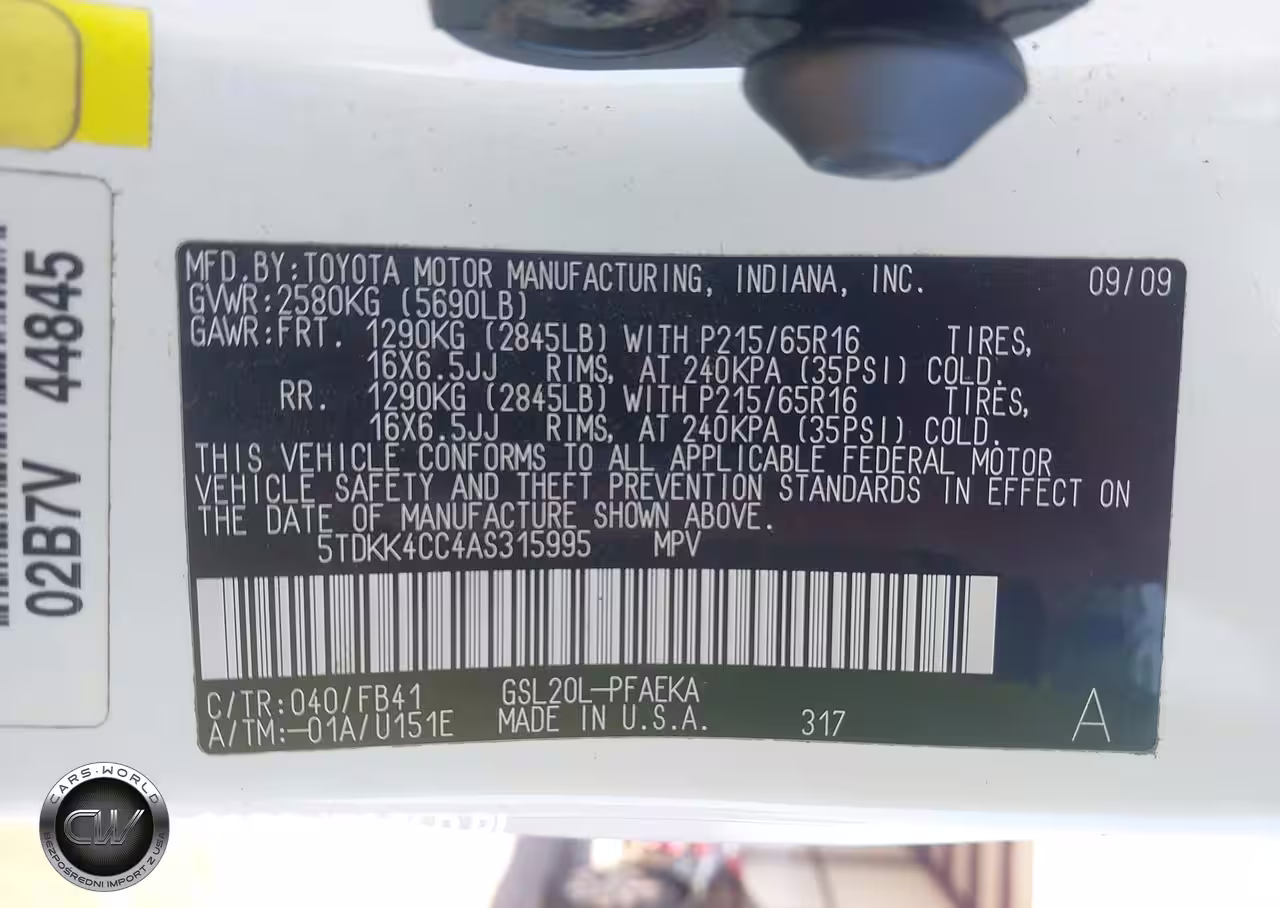 02B7V 44845
MFD.BY:TOYOTA MOTOR MANUFACTURING, INDIANA, INC. 09/09
GVWR:2580KG (5690LB)
GAWR:FRT. 1290KG (2845LB) WITH P215/65R16 TIRES,
16X6.5JJ RIMS, AT 240KPA (35PSI) COLD.
RR. 1290KG (2845LB) WITH P215/65R16 TIRES,
16X6.5JJ RIMS, AT 240KPA (35PSI) COLD.
THIS VEHICLE CONFORMS TO ALL APPLICABLE FEDERAL MOTOR
VEHICLE SAFETY AND THEFT PREVENTION STANDARDS IN EFFECT ON
THE DATE OF MANUFACTURE SHOWN ABOVE.
5TDKK4CC4AS315995 MPV
C/TR:040/FB41 GSL20L-PFAEKA
A/TM:-01A/U151E MADE IN U.S.A. 317 A
CARS-WORLD
CW
BEZPOŚREDNI IMPORT Z USA